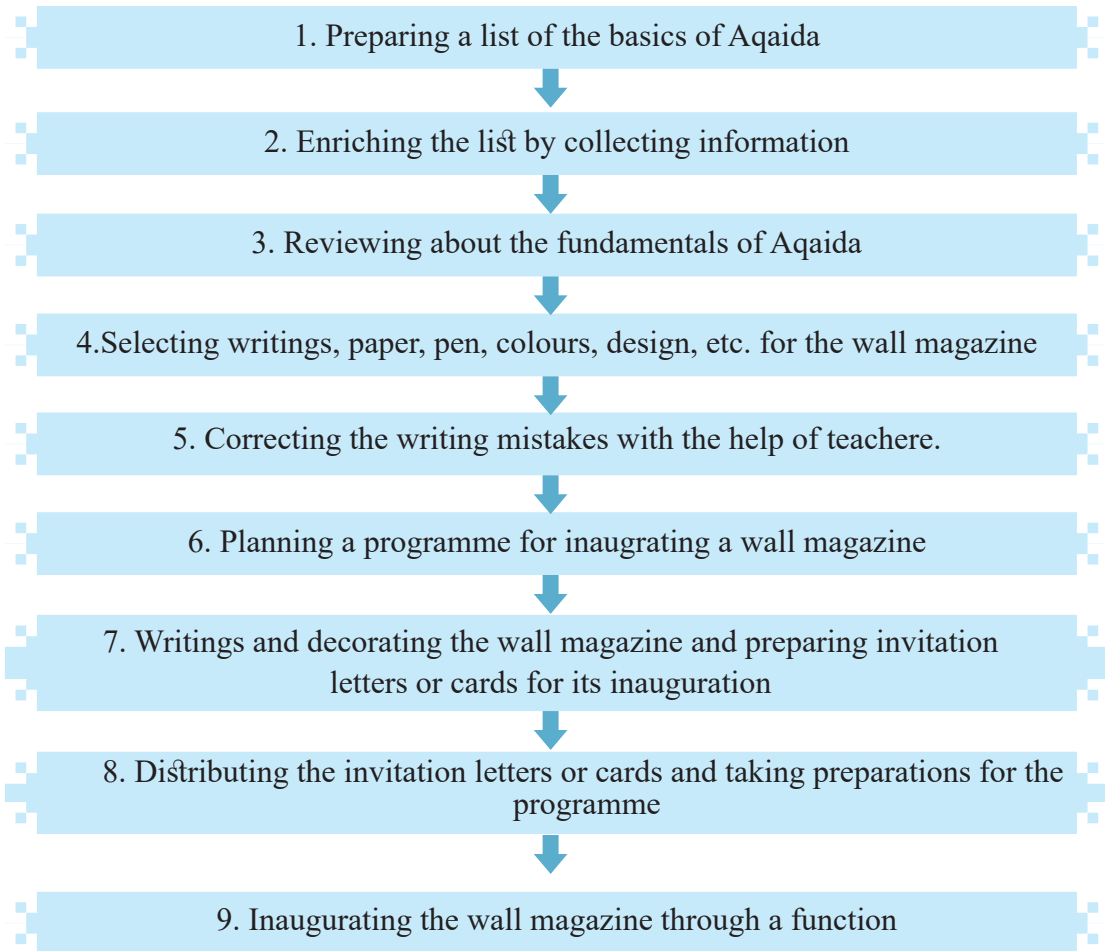 1. Preparing a list of the basics of Aqaida
2. Enriching the list by collecting information
3. Reviewing about the fundamentals of Aqaida
4.Selecting writings, paper, pen, colours, design, etc. for the wall magazine
5. Correcting the writing mistakes with the help of teachere.
6. Planning a programme for inaugrating a wall magazine
7. Writings and decorating the wall magazine and preparing invitation
letters or cards for its inauguration
8. Distributing the invitation letters or cards and taking preparations for the
programme
9. Inaugurating the wall magazine through a function